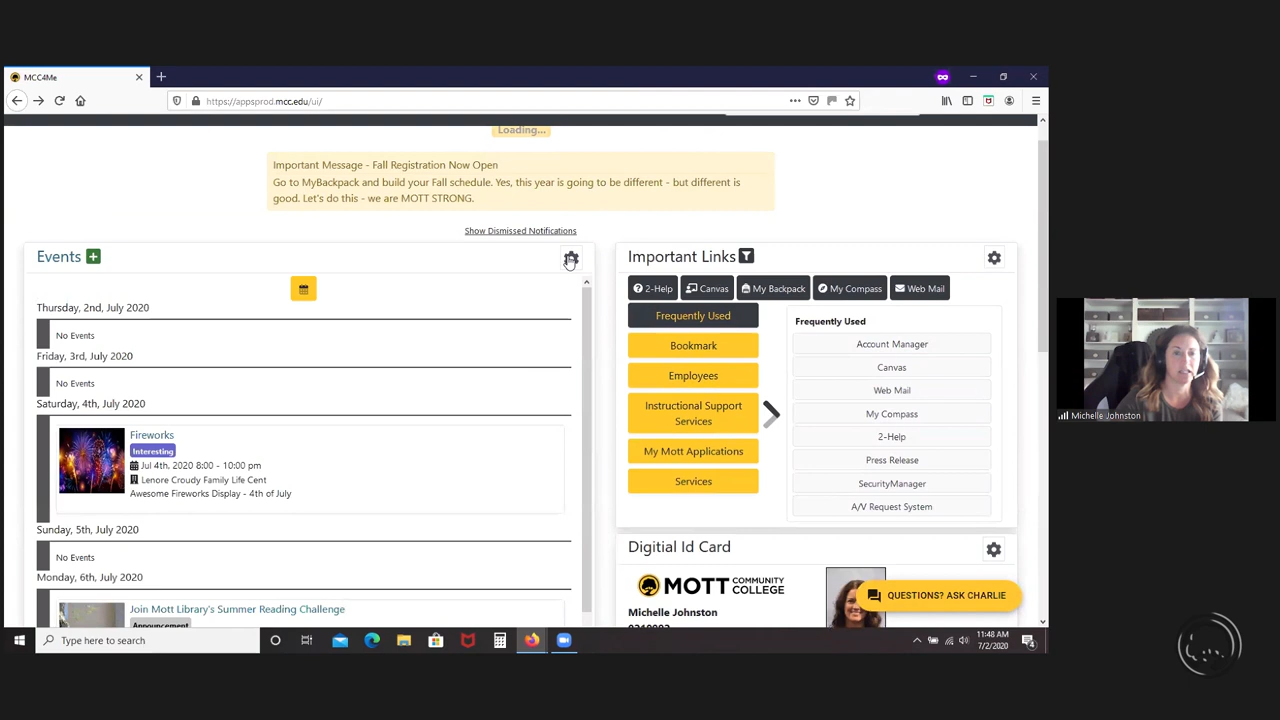 MCC4Me
https://appsprod.mcc.edu/ui/
Loading...
Important Message - Fall Registration Now Open
Go to MyBackpack and build your Fall schedule. Yes, this year is going to be different - but different is
good. Let's do this - we are MOTT STRONG.
Show Dismissed Notifications
Events
Thursday, 2nd, July 2020
No Events
Friday, 3rd, July 2020
No Events
Saturday, 4th, July 2020
Fireworks
Interesting
Jul 4th, 2020 8:00 - 10:00 pm
Lenore Croudy Family Life Cent
Awesome Fireworks Display - 4th of July
Sunday, 5th, July 2020
No Events
Monday, 6th, July 2020
Join Mott Library's Summer Reading Challenge
Announcement
Important Links
2-Help
Canvas
My Backpack
My Compass
Web Mail
Frequently Used
Bookmark
Employees
Instructional Support
Services
My Mott Applications
Services
Frequently Used
Account Manager
Canvas
Web Mail
My Compass
2-Help
Press Release
SecurityManager
A/V Request System
Digitial Id Card
MOTT COMMUNITY
COLLEGE
Michelle Johnston
QUESTIONS? ASK CHARLIE
Type here to search
11:48 AM
7/2/2020
4
Michelle Johnston